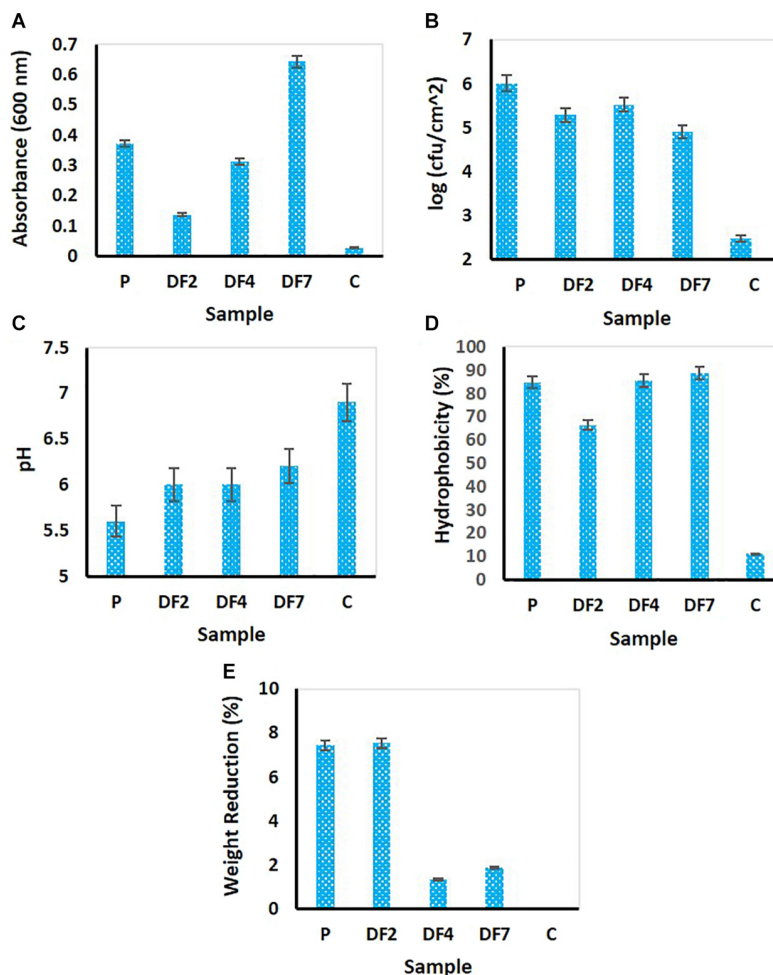 A
Absorbance (600 nm)
0.7
0.6
0.5
0.4
0.3
0.2
0.1
0
P DF2 DF4 DF7 C
Sample
B
log (cfu/cm^2)
7
6
5
4
3
2
P DF2 DF4 DF7 C
Sample
C
pH
7.5
7
6.5
6
5.5
5
P DF2 DF4 DF7 C
Sample
D
Hydrophobicity (%)
100
90
80
70
60
50
40
30
20
10
0
P DF2 DF4 DF7 C
Sample
E
Weight Reduction (%)
10
8
6
4
2
0
P DF2 DF4 DF7 C
Sample